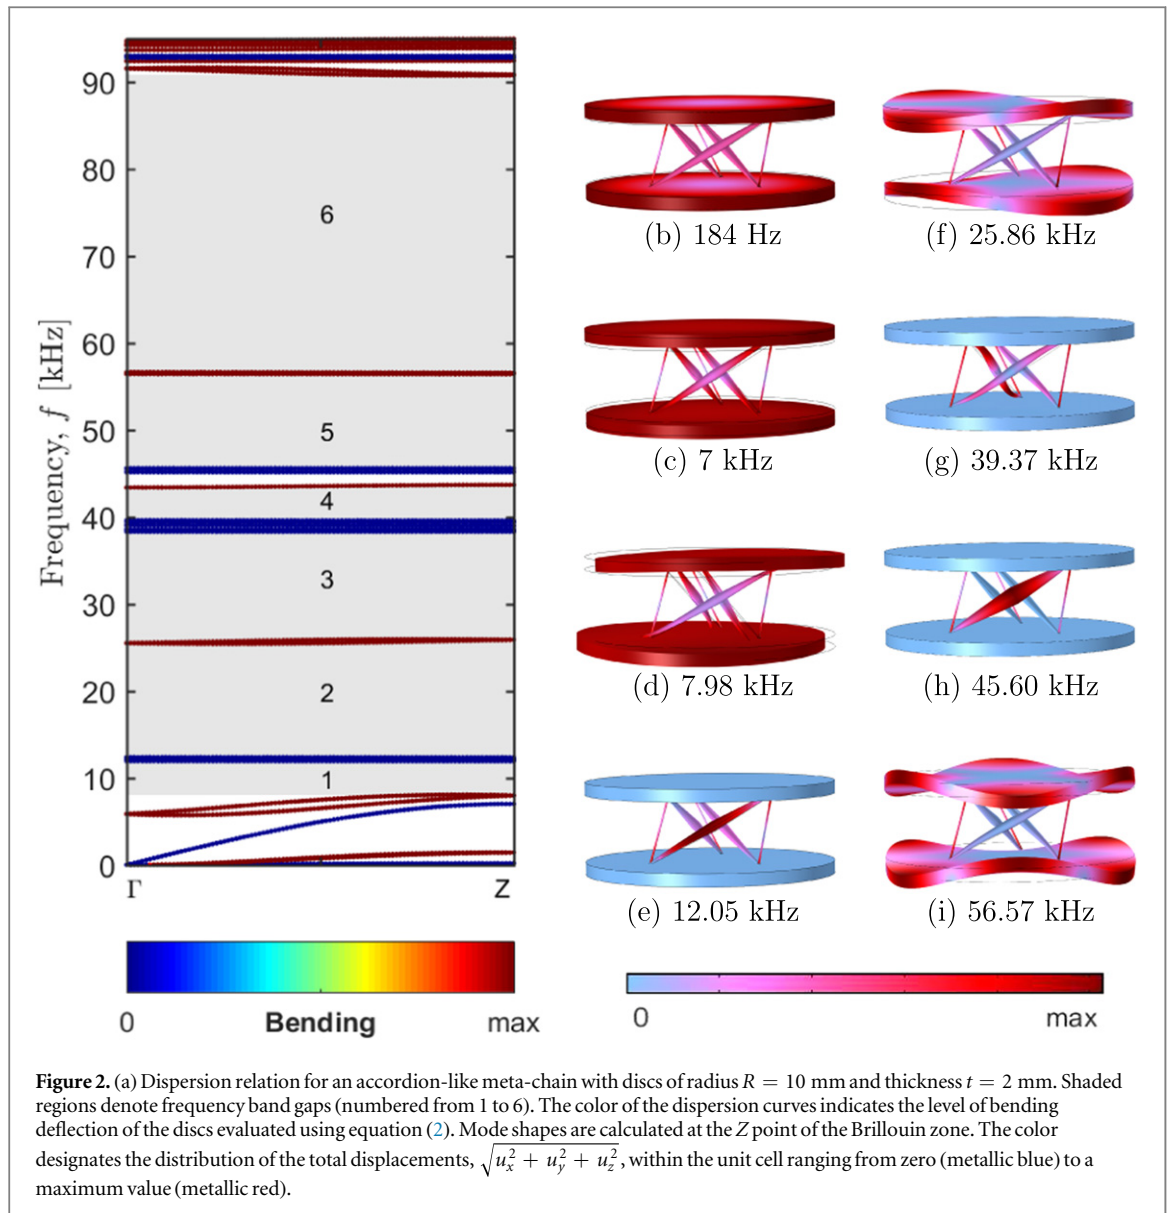 Frequency, f [kHz]
90
80
70
60
50
40
30
20
10
0
6
5
4
3
2
1
Γ
Z
0
Bending
max
(b) 184 Hz
(f) 25.86 kHz
(c) 7 kHz
(g) 39.37 kHz
(d) 7.98 kHz
(h) 45.60 kHz
(e) 12.05 kHz
(i) 56.57 kHz
0
max
Figure 2. (a) Dispersion relation for an accordion-like meta-chain with discs of radius R = 10 mm and thickness t = 2 mm. Shaded
regions denote frequency band gaps (numbered from 1 to 6). The color of the dispersion curves indicates the level of bending
deflection of the discs evaluated using equation (2). Mode shapes are calculated at the Z point of the Brillouin zone. The color
designates the distribution of the total displacements, √(u_x^2 + u_y^2 + u_z^2), within the unit cell ranging from zero (metallic blue) to a
maximum value (metallic red).